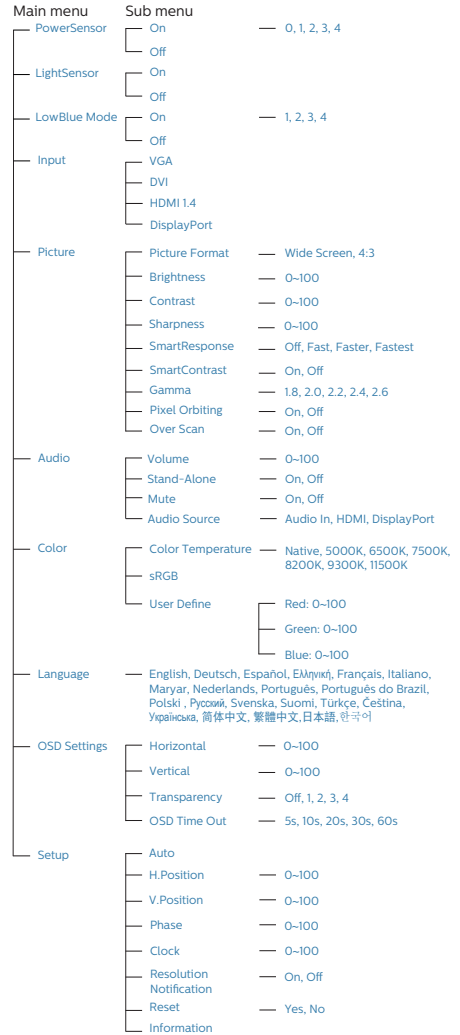 Main menu Sub menu
PowerSensor On 0, 1, 2, 3, 4
Off
LightSensor On
Off
LowBlue Mode On 1, 2, 3, 4
Off
Input VGA
DVI
HDMI 1.4
DisplayPort
Picture Picture Format Wide Screen, 4:3
Brightness 0~100
Contrast 0~100
Sharpness 0~100
SmartResponse Off, Fast, Faster, Fastest
SmartContrast On, Off
Gamma 1.8, 2.0, 2.2, 2.4, 2.6
Pixel Orbiting On, Off
Over Scan On, Off
Audio Volume 0~100
Stand-Alone On, Off
Mute On, Off
Audio Source Audio In, HDMI, DisplayPort
Color Color Temperature Native, 5000K, 6500K, 7500K,
8200K, 9300K, 11500K
sRGB
User Define Red: 0~100
Green: 0~100
Blue: 0~100
Language English, Deutsch, Español, Ελληνική, Français, Italiano,
Maryar, Nederlands, Português, Português do Brazil,
Polski , Русский, Svenska, Suomi, Türkçe, Čeština,
Українська, 简体中文, 繁體中文,日本語,한국어
OSD Settings Horizontal 0~100
Vertical 0~100
Transparency Off, 1, 2, 3, 4
OSD Time Out 5s, 10s, 20s, 30s, 60s
Setup Auto
H.Position 0~100
V.Position 0~100
Phase 0~100
Clock 0~100
Resolution
Notification On, Off
Reset Yes, No
Information